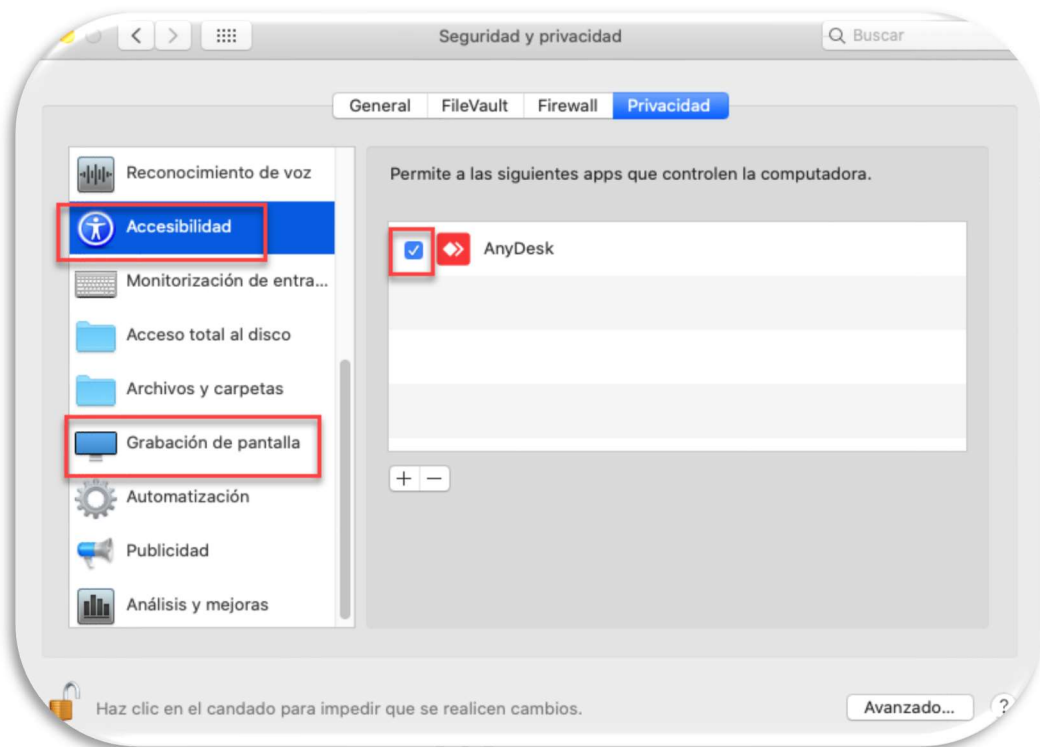 Seguridad y privacidad
Buscar
General
FileVault
Firewall
Privacidad
Reconocimiento de voz
Accesibilidad
Monitorización de entra...
Acceso total al disco
Archivos y carpetas
Grabación de pantalla
Automatización
Publicidad
Análisis y mejoras
Permite a las siguientes apps que controlen la computadora.
AnyDesk
+
−
Haz clic en el candado para impedir que se realicen cambios.
Avanzado...
?